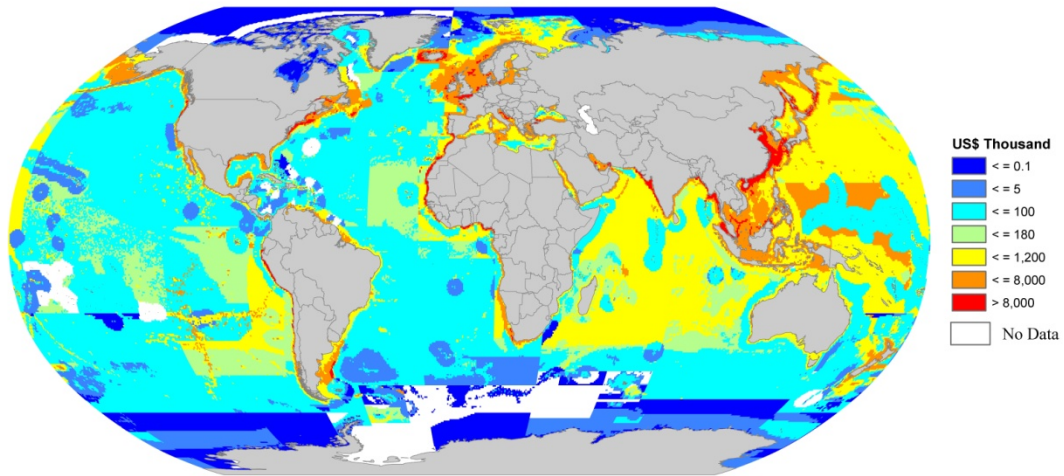 US$ Thousand
< = 0.1
< = 5
< = 100
< = 180
< = 1,200
< = 8,000
> 8,000
No Data